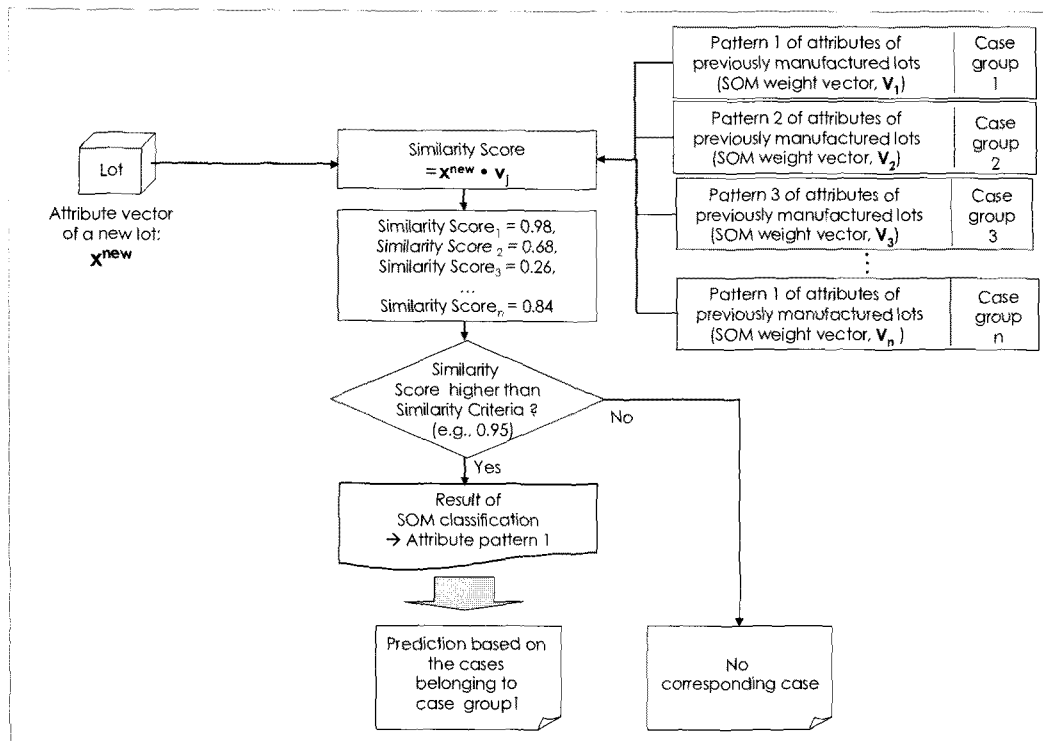 Pattern 1 of attributes of
previously manufactured lots
(SOM weight vector, V₁)
Case
group
1
Pattern 2 of attributes of
previously manufactured lots
(SOM weight vector, V₂)
Case
group
2
Pattern 3 of attributes of
previously manufactured lots
(SOM weight vector, V₃)
Case
group
3
⋮
Pattern 1 of attributes of
previously manufactured lots
(SOM weight vector, Vₙ )
Case
group
n
Lot
Attribute vector
of a new lot:
xⁿᵉʷ
Similarity Score
=xⁿᵉʷ • vⱼ
Similarity Score₁ = 0.98,
Similarity Score ₂ = 0.68,
Similarity Score₃ = 0.26,
...
Similarity Scoreₙ = 0.84
Similarity
Score higher than
Similarity Criteria ?
(e.g., 0.95)
No
Yes
Result of
SOM classification
→ Attribute pattern 1
Prediction based on
the cases
belonging to
case group1
No
corresponding case